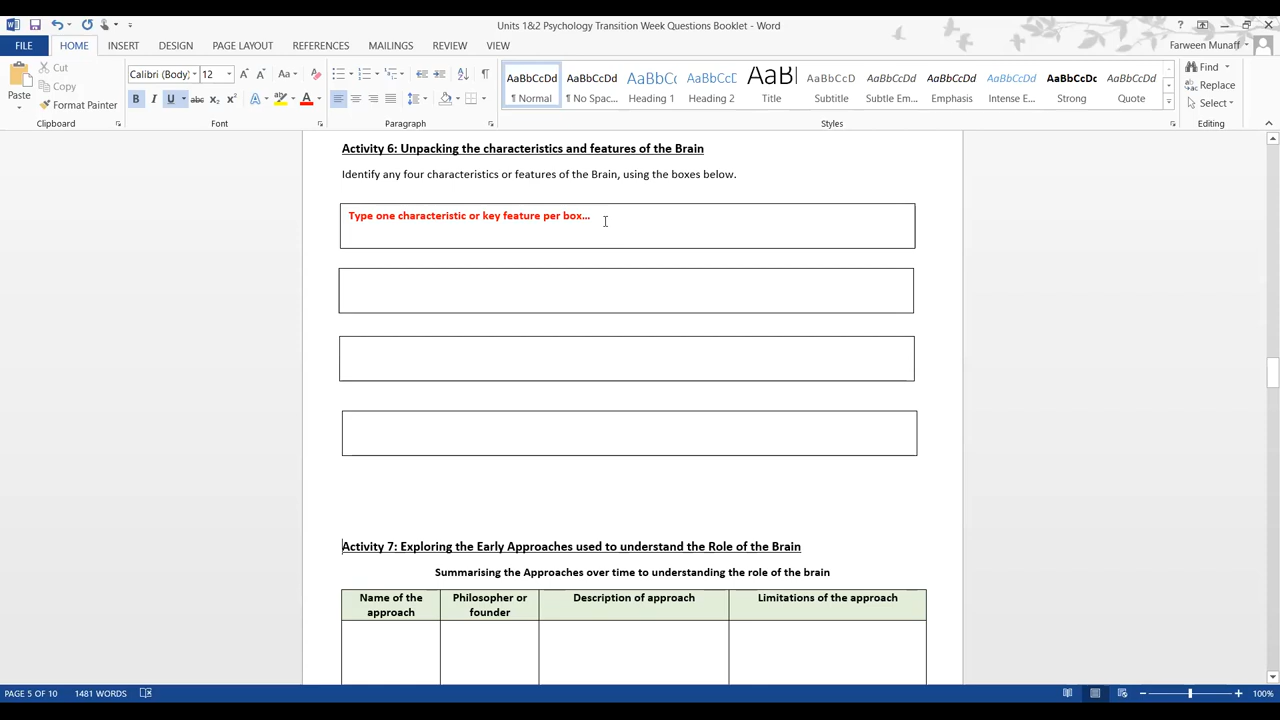 Units 1&2 Psychology Transition Week Questions Booklet - Word
FILE HOME INSERT DESIGN PAGE LAYOUT REFERENCES MAILINGS REVIEW VIEW Farween Munaff
Paste
Cut
Copy
Format Painter
Clipboard
Calibri (Body) 12
Font
Paragraph
AaBbCcDd AaBbCcDd AaBbCc AaBbCcDd AaBl AaBbCcDd AaBbCcDd AaBbCcDd AaBbCcDd AaBbCcDc AaBbCcDd
¶ Normal ¶ No Spac... Heading 1 Heading 2 Title Subtitle Subtle Em... Emphasis Intense E... Strong Quote
Styles
Find
Replace
Select
Editing
Activity 6: Unpacking the characteristics and features of the Brain
Identify any four characteristics or features of the Brain, using the boxes below.
Type one characteristic or key feature per box...
Activity 7: Exploring the Early Approaches used to understand the Role of the Brain
Summarising the Approaches over time to understanding the role of the brain
Name of the approach
Philosopher or founder
Description of approach
Limitations of the approach
PAGE 5 OF 10 1481 WORDS 100%